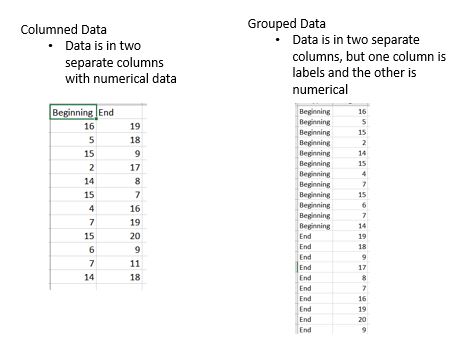 Columned Data
• Data is in two
separate columns
with numerical data
Beginning End
16 19
5 18
15 9
2 17
14 8
15 7
4 16
7 19
15 20
6 9
7 11
14 18
Grouped Data
• Data is in two separate
columns, but one column is
labels and the other is
numerical
Beginning 16
Beginning 5
Beginning 15
Beginning 2
Beginning 14
Beginning 15
Beginning 4
Beginning 7
Beginning 15
Beginning 6
Beginning 7
Beginning 14
End 19
End 18
End 9
End 17
End 8
End 7
End 16
End 19
End 20
End 9